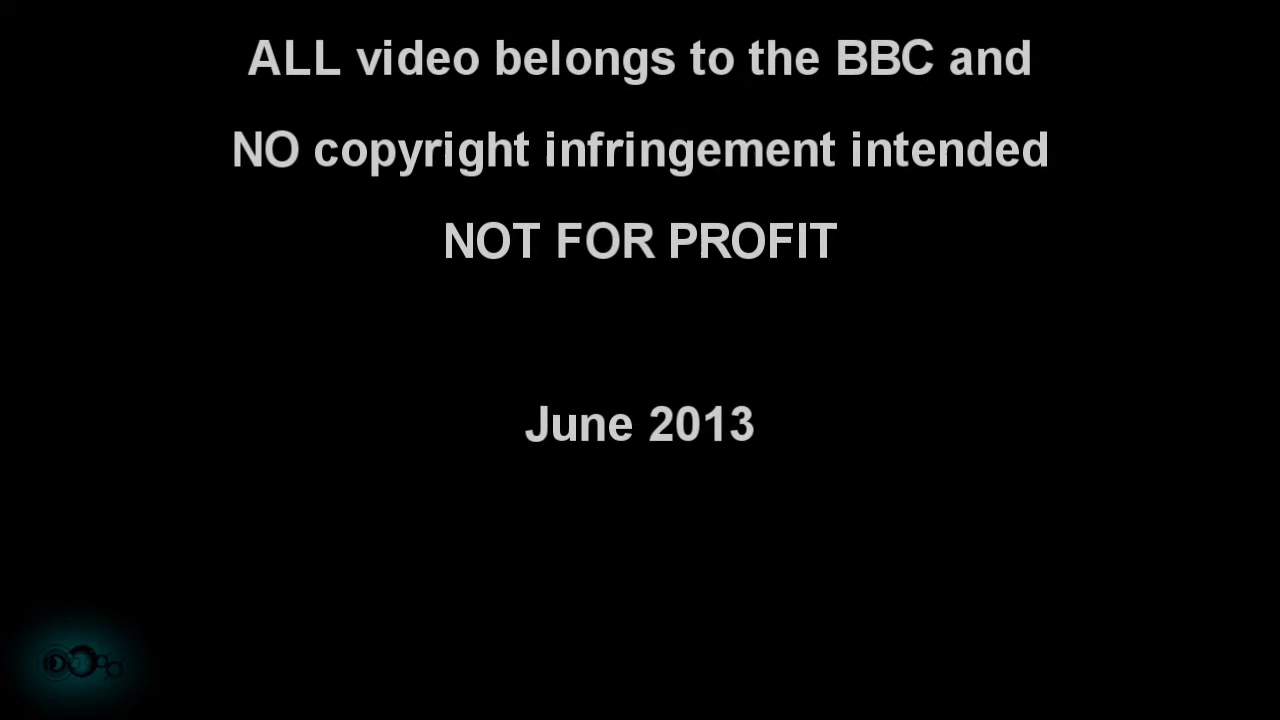 ALL video belongs to the BBC and
NO copyright infringement intended
NOT FOR PROFIT
June 2013